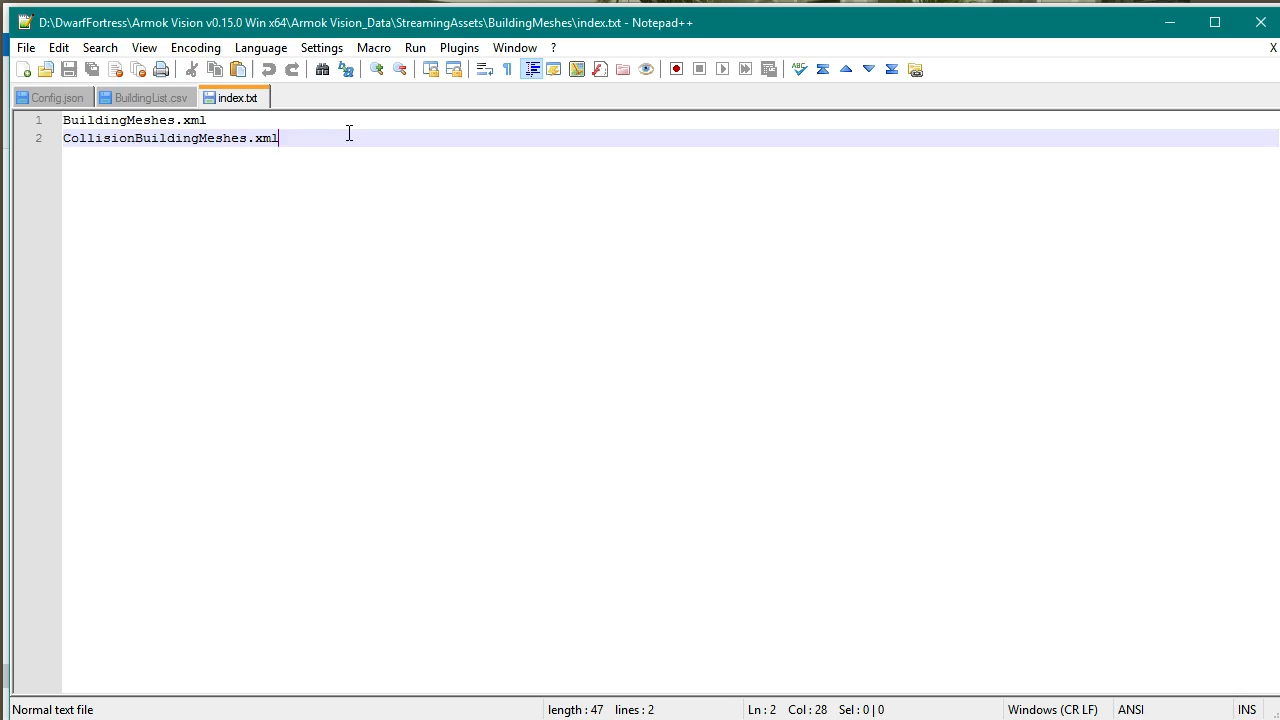 D:\DwarfFortress\Armok Vision v0.15.0 Win x64\Armok Vision_Data\StreamingAssets\BuildingMeshes\index.txt - Notepad++
File Edit Search View Encoding Language Settings Macro Run Plugins Window ? X
Config.json BuildingList.csv index.txt
1 BuildingMeshes.xml
2 CollisionBuildingMeshes.xml
Normal text file length : 47 lines : 2 Ln : 2 Col : 28 Sel : 0 | 0 Windows (CR LF) ANSI INS